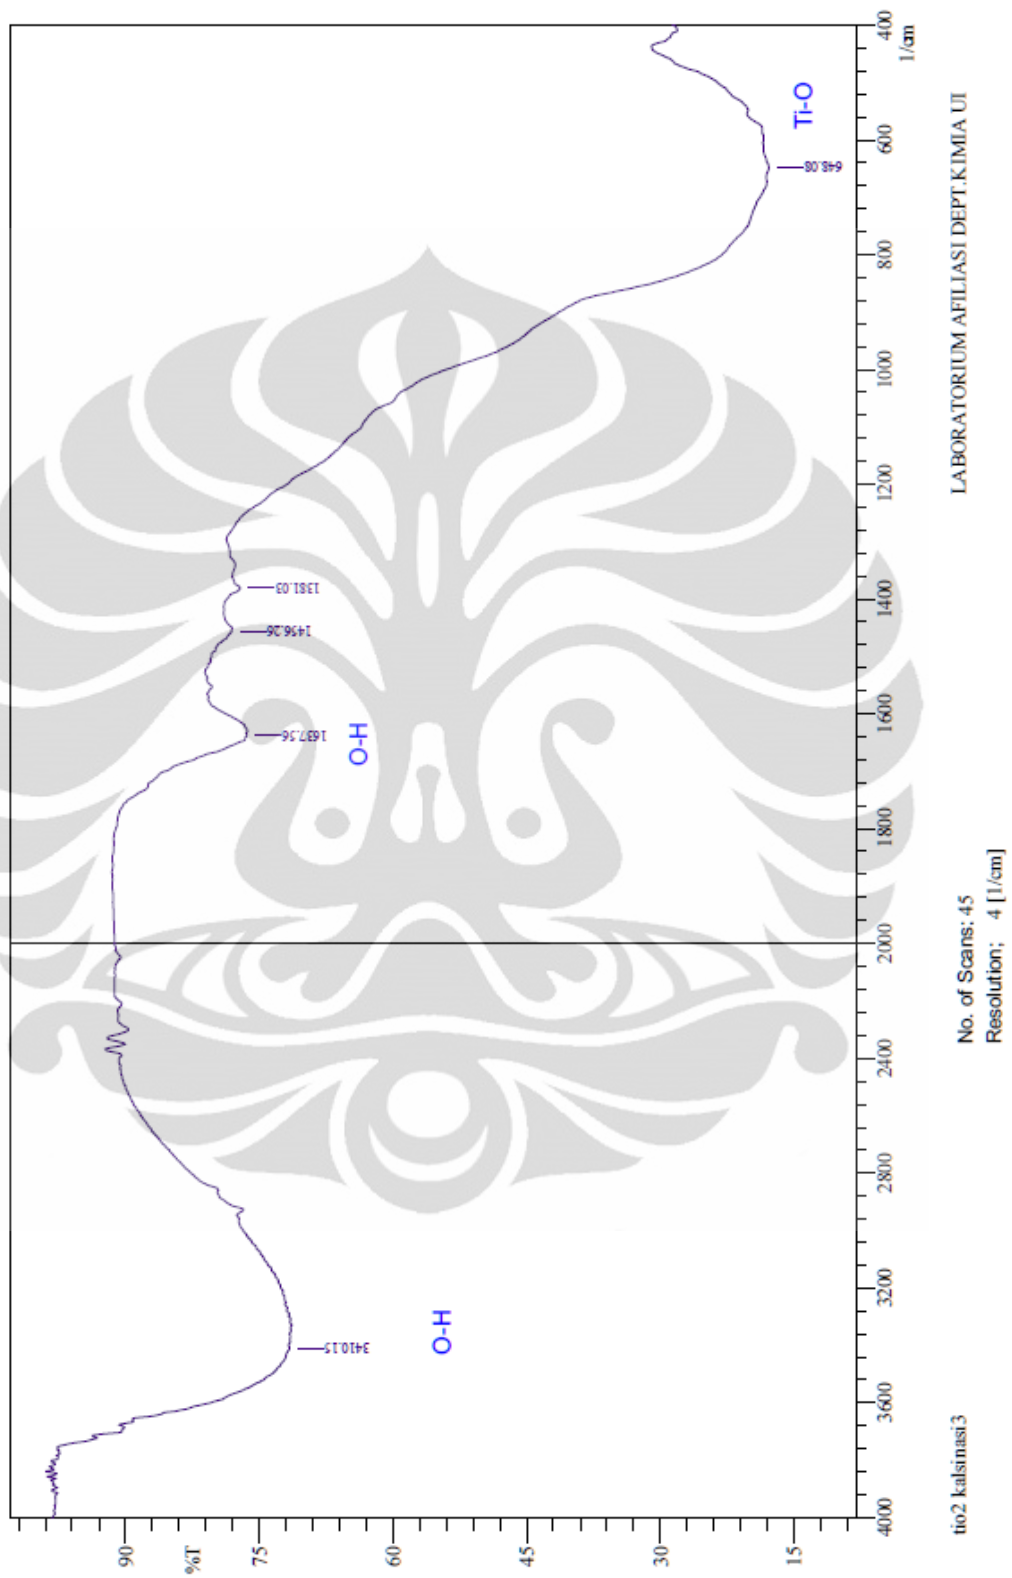 90
%T
75
60
45
30
15
4000
3600
3200
2800
2400
2000
1800
1600
1400
1200
1000
800
600
400
1/cm
3410.15
O-H
1637.56
O-H
1456.26
1381.03
648.08
Ti-O
tio2 kalsinasi3
No. of Scans: 45
Resolution; 4 [1/cm]
LABORATORIUM AFILIASI DEPT.KIMIA UI